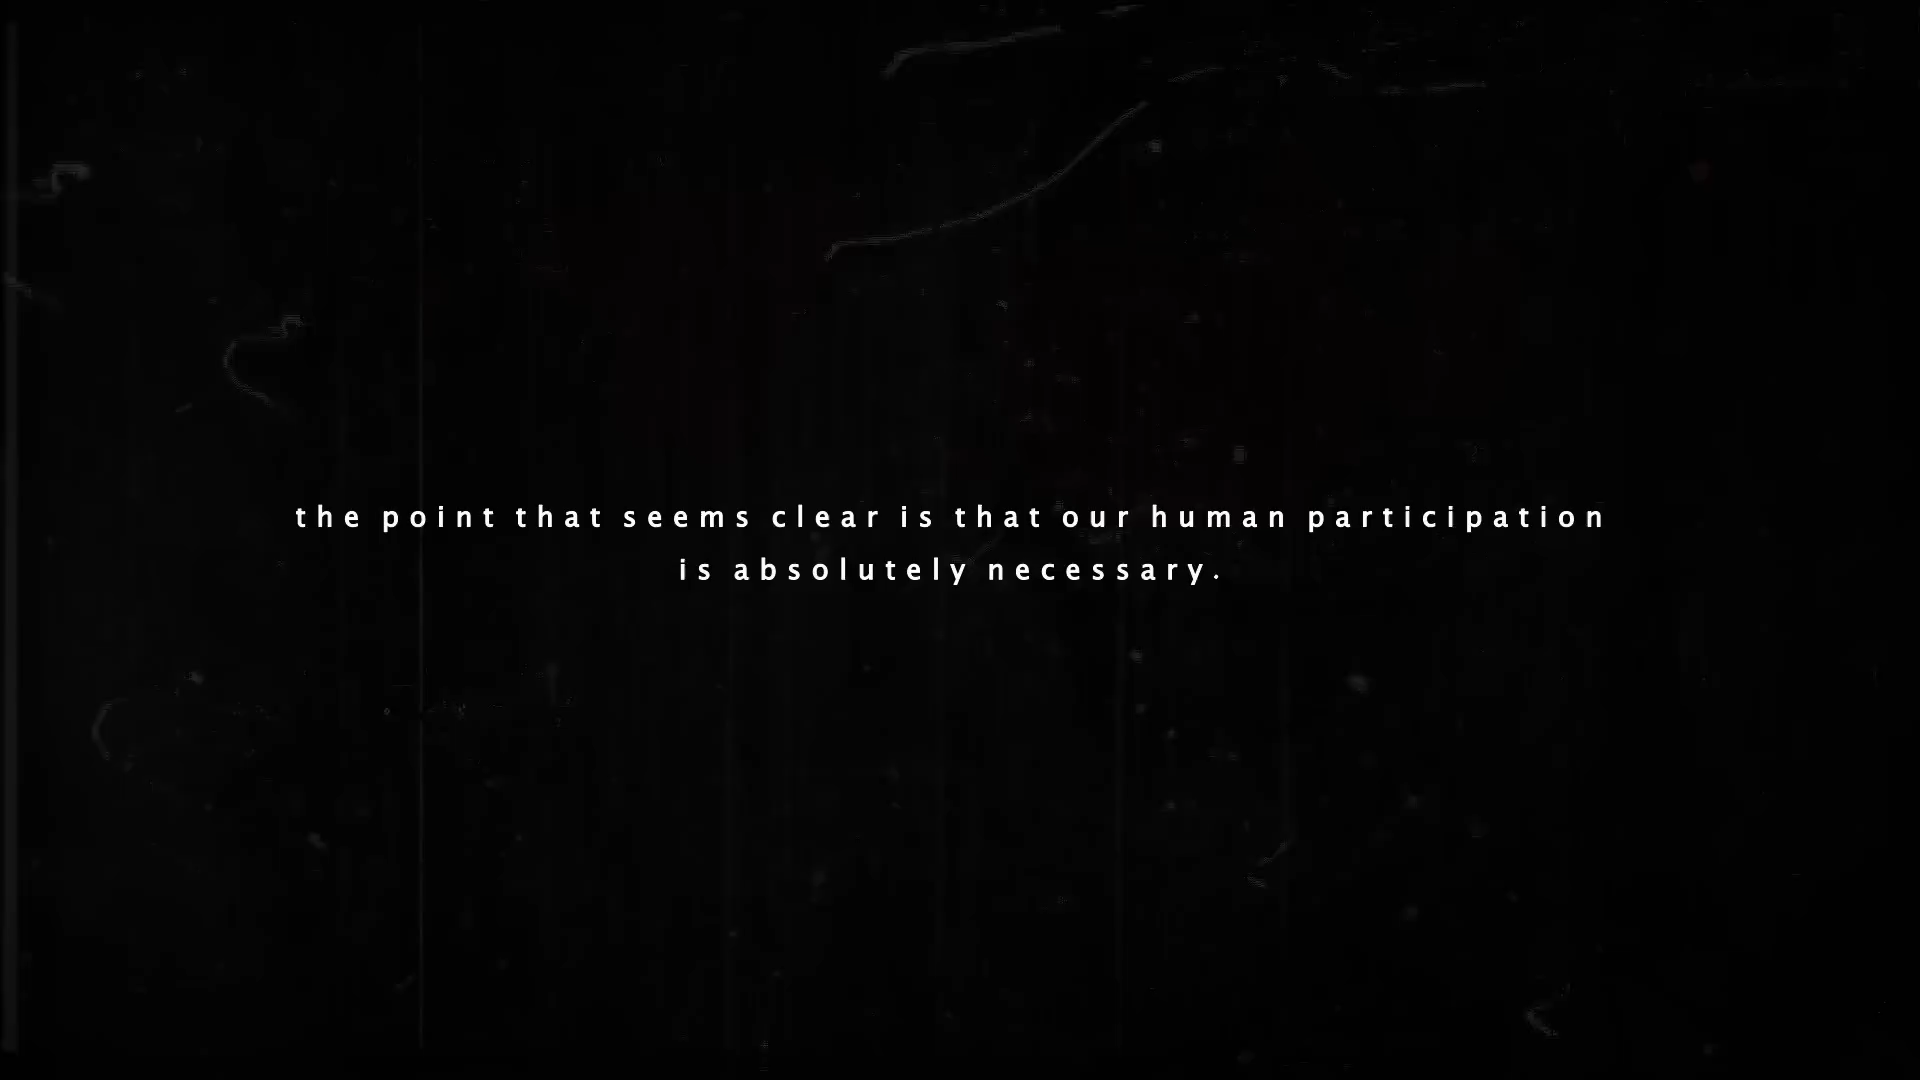 the point that seems clear is that our human participation
is absolutely necessary.